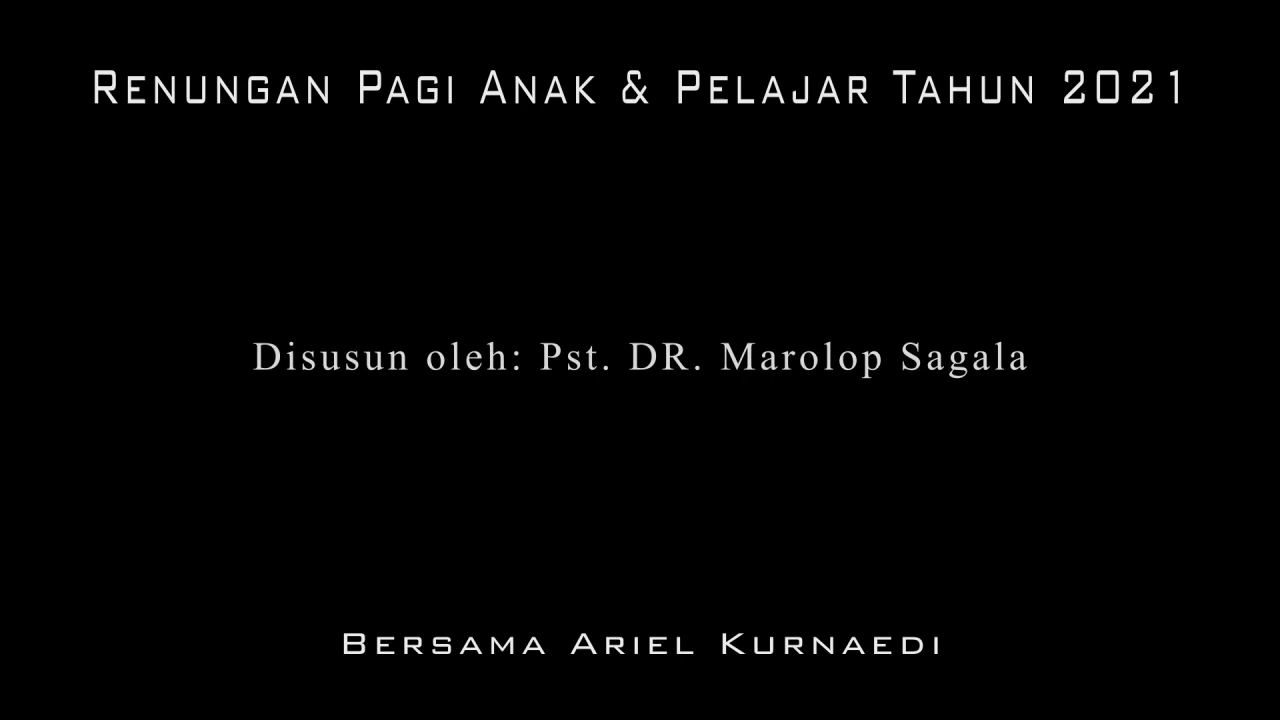 Renungan Pagi Anak & Pelajar Tahun 2021
Disusun oleh: Pst. DR. Marolop Sagala
Bersama Ariel Kurnaedi